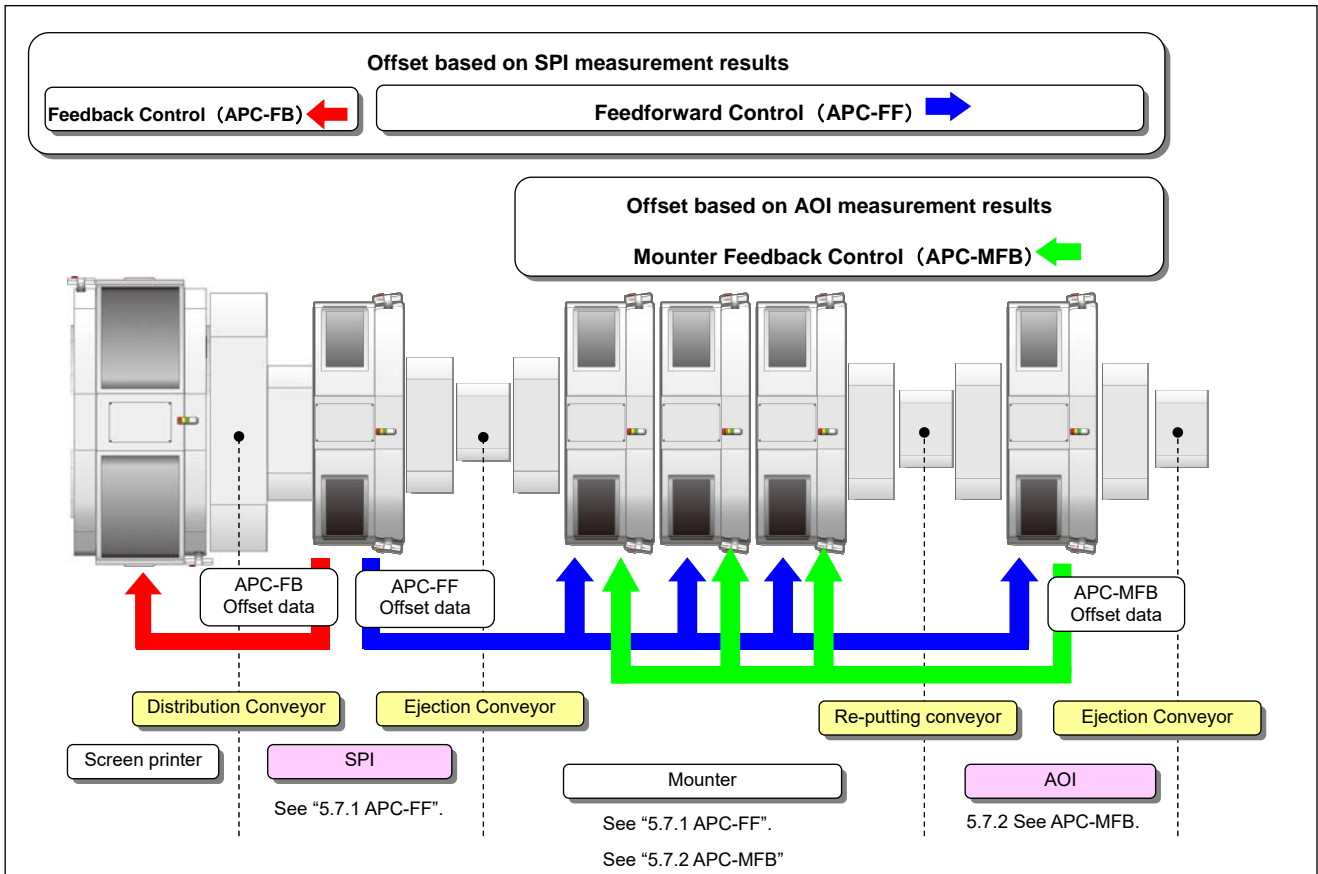 Offset based on SPI measurement results
Feedback Control（APC-FB）
Feedforward Control（APC-FF）
Offset based on AOI measurement results
Mounter Feedback Control（APC-MFB）
APC-FB
Offset data
APC-FF
Offset data
APC-MFB
Offset data
Distribution Conveyor
Ejection Conveyor
Re-putting conveyor
Ejection Conveyor
Screen printer
SPI
Mounter
AOI
See “5.7.1 APC-FF”.
See “5.7.1 APC-FF”.
See “5.7.2 APC-MFB”
5.7.2 See APC-MFB.